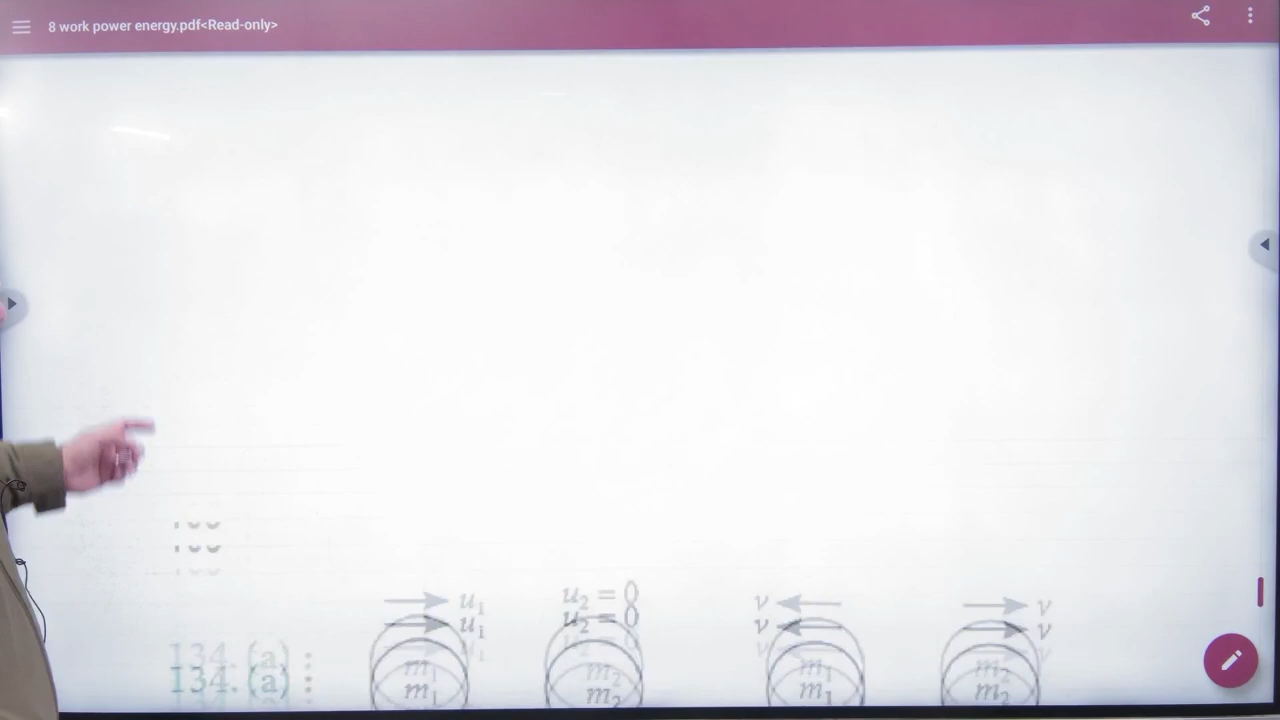 8 work power energy.pdf<Read-only>
u₁ u₂ = 0 v v
134. (a) : m₁ m₂ m₁ m₂